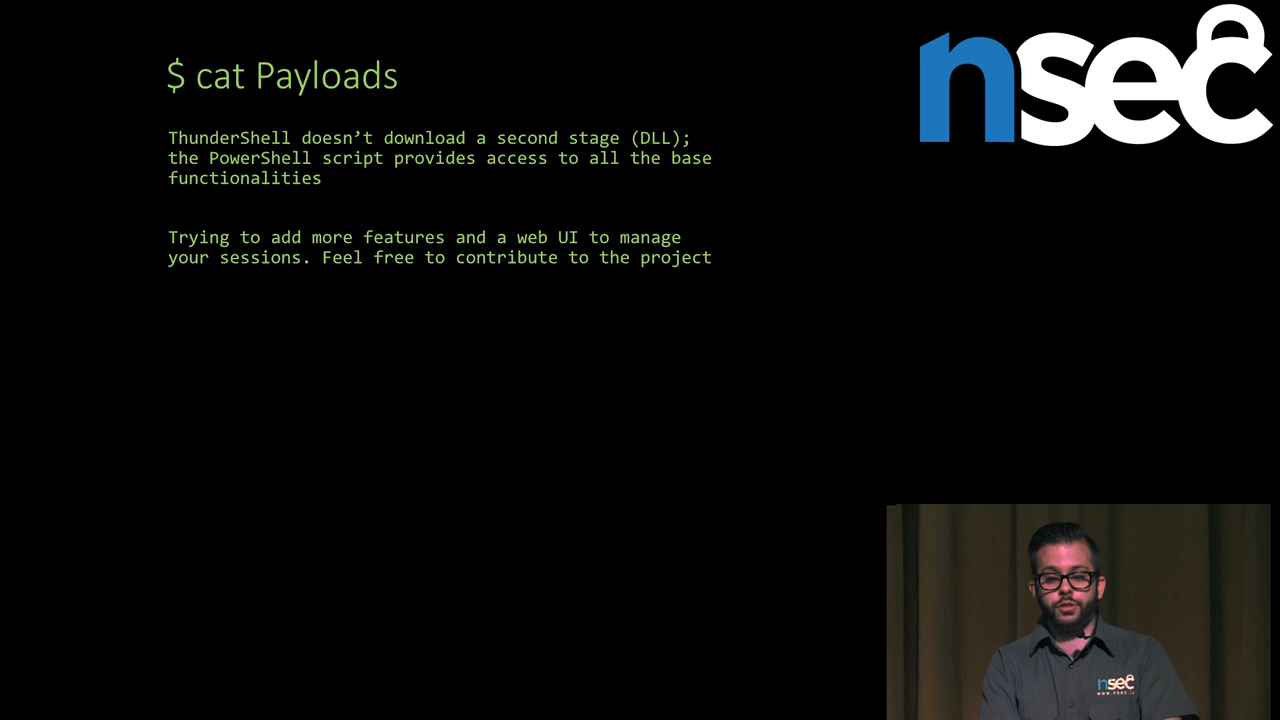 $ cat Payloads
nsec
ThunderShell doesn’t download a second stage (DLL);
the PowerShell script provides access to all the base
functionalities
Trying to add more features and a web UI to manage
your sessions. Feel free to contribute to the project
nsec